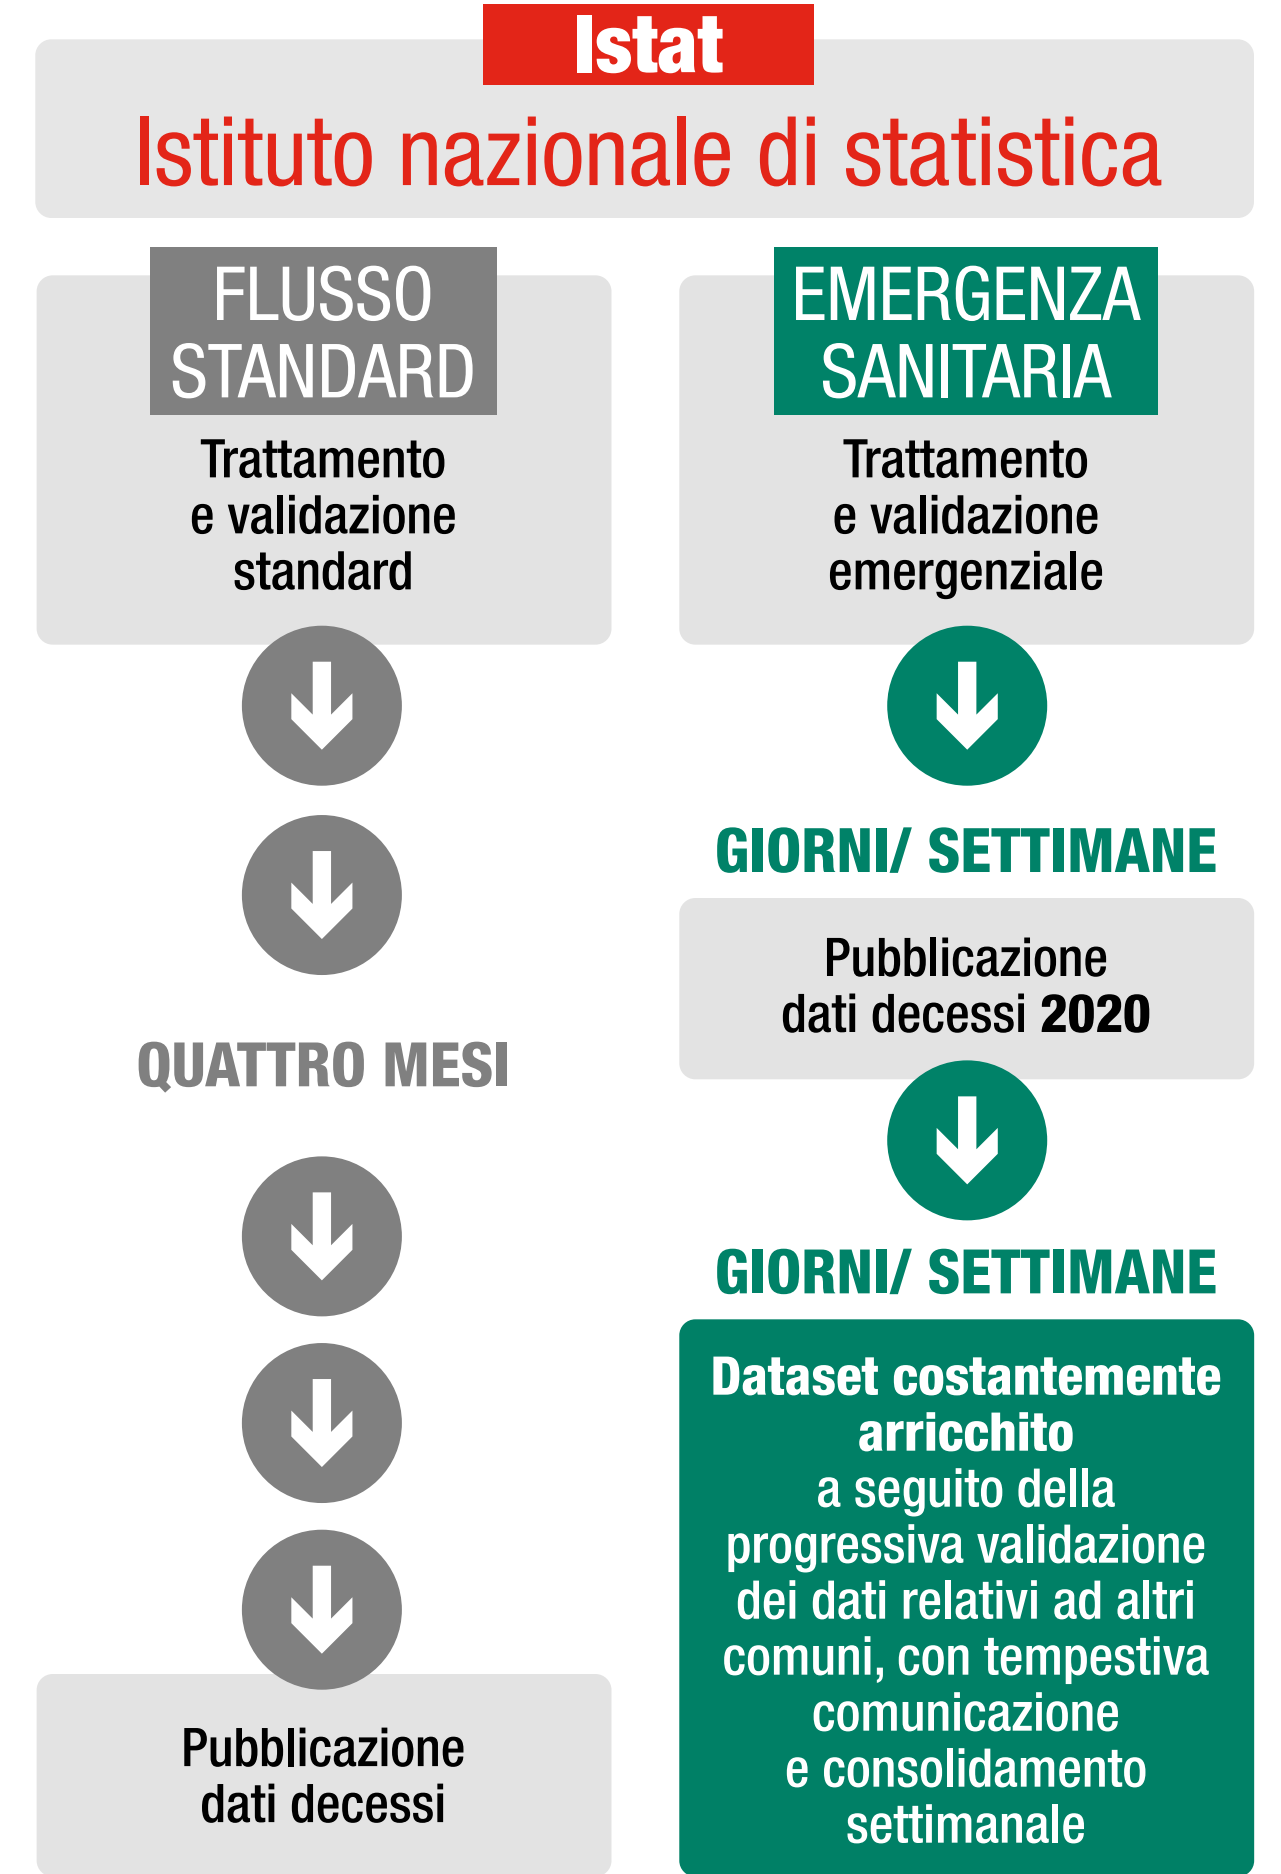 Istat
Istituto nazionale di statistica
FLUSSO
STANDARD
Trattamento
e validazione
standard
QUATTRO MESI
Pubblicazione
dati decessi
EMERGENZA
SANITARIA
Trattamento
e validazione
emergenziale
GIORNI/ SETTIMANE
Pubblicazione
dati decessi 2020
GIORNI/ SETTIMANE
Dataset costantemente
arricchito
a seguito della
progressiva validazione
dei dati relativi ad altri
comuni, con tempestiva
comunicazione
e consolidamento
settimanale